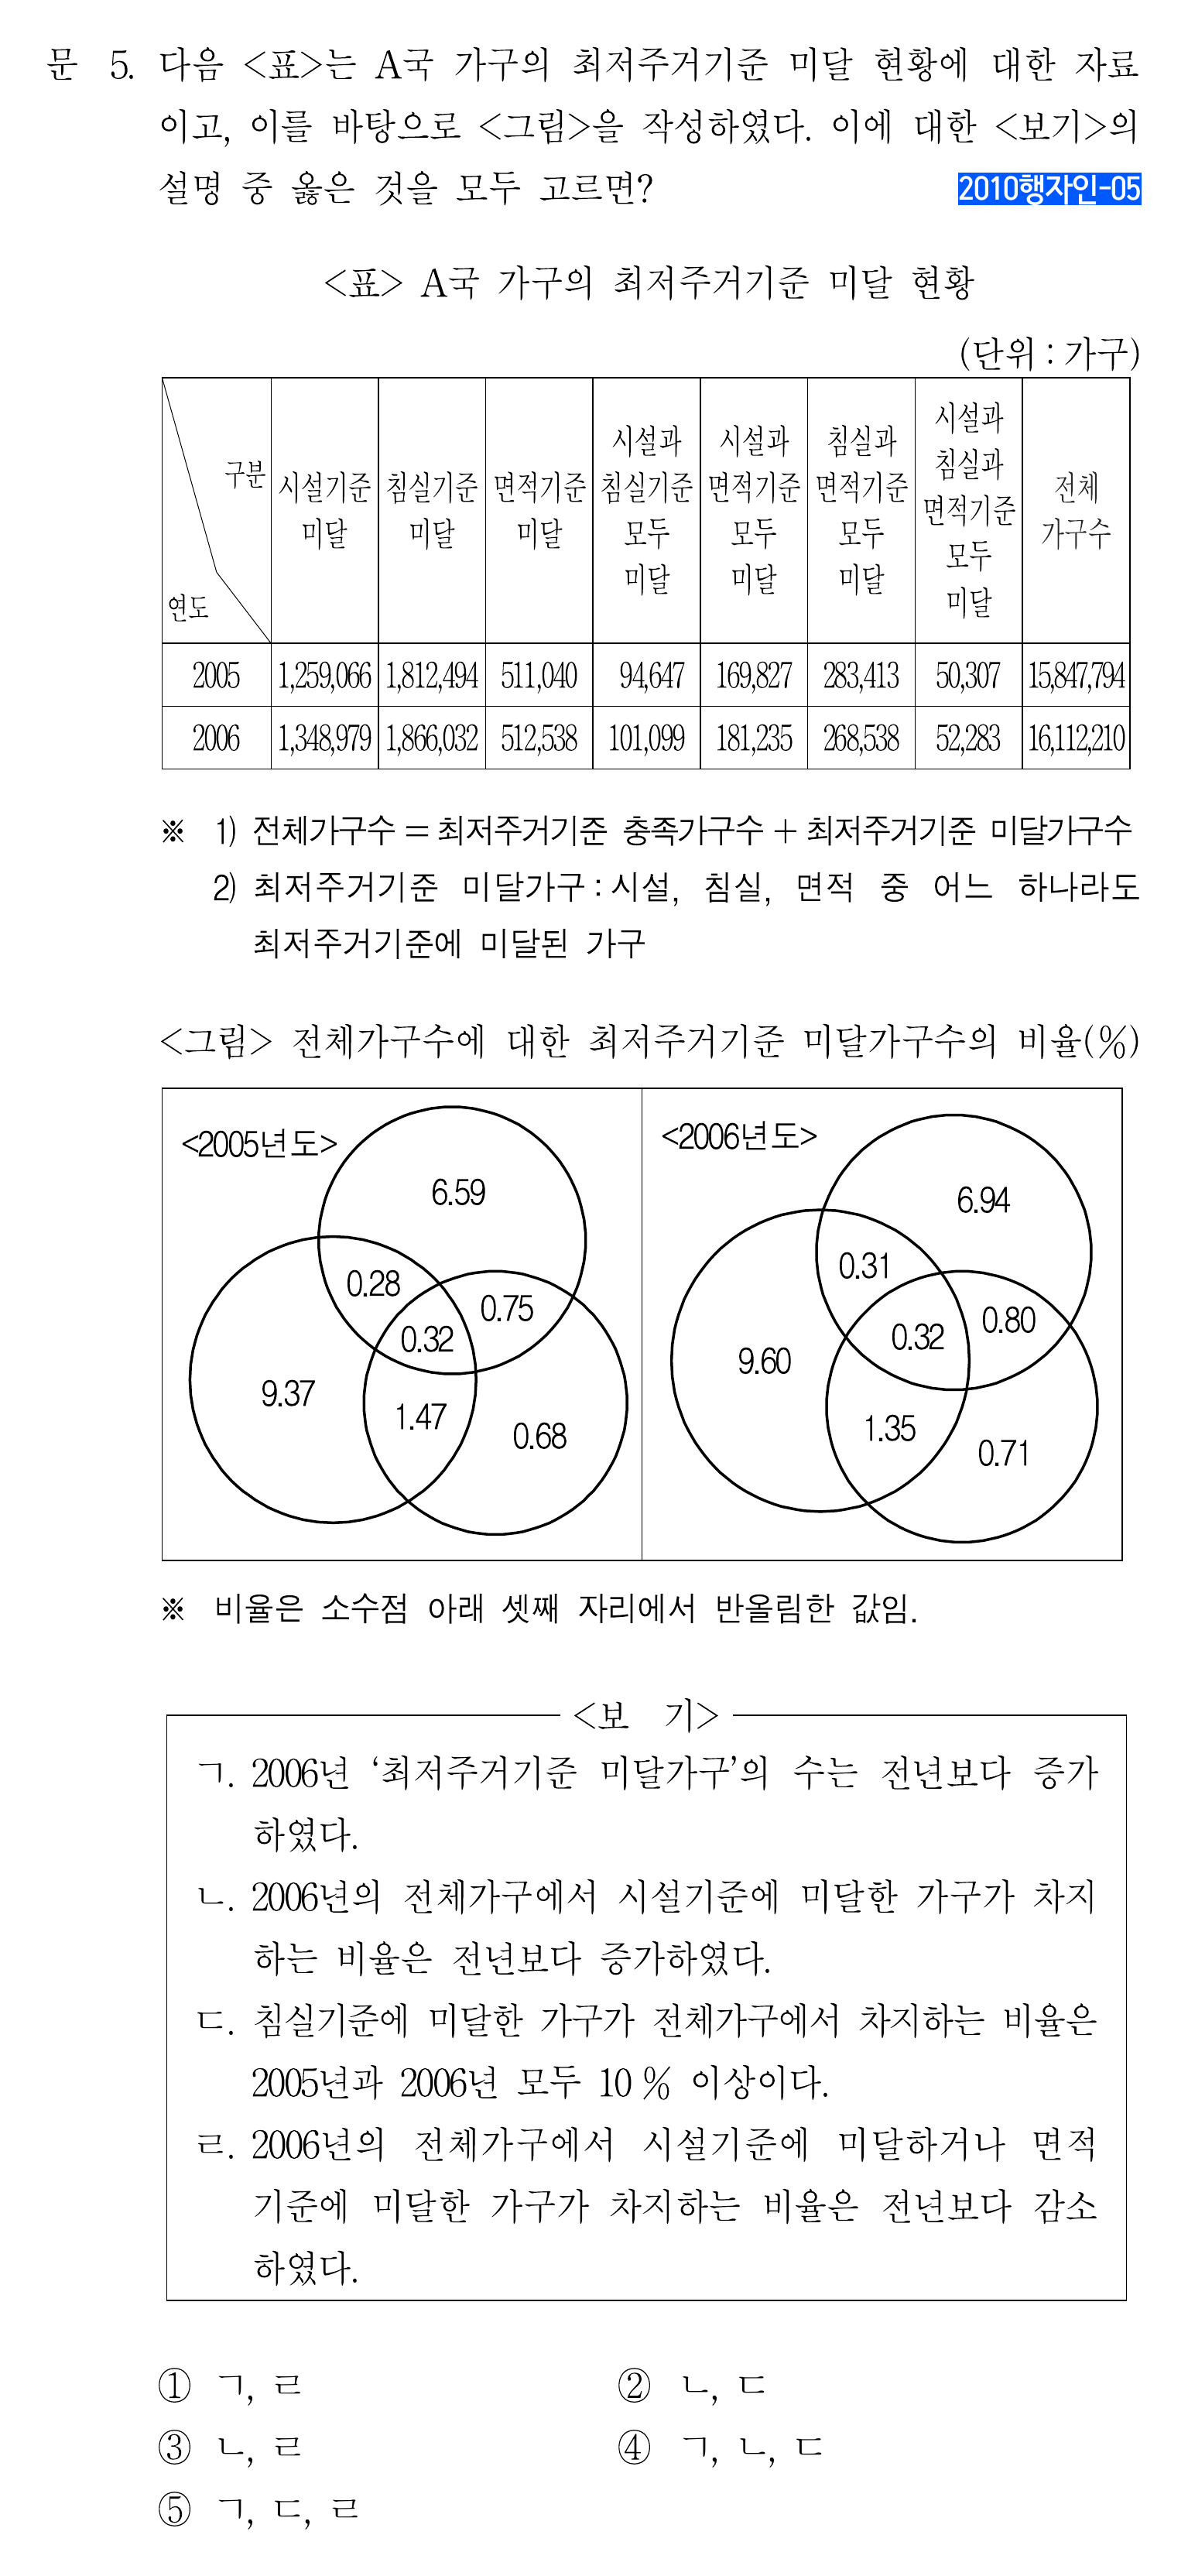 문 5. 다음 <표>는 A국 가구의 최저주거기준 미달 현황에 대한 자료
이고, 이를 바탕으로 <그림>을 작성하였다. 이에 대한 <보기>의
설명 중 옳은 것을 모두 고르면? 2010행자인-05
<표> A국 가구의 최저주거기준 미달 현황
(단위 : 가구)
구분 연도 시설기준 미달 침실기준 미달 면적기준 미달 시설과 침실기준 모두 미달 시설과 면적기준 모두 미달 침실과 면적기준 모두 미달 시설과 침실과 면적기준 모두 미달 전체 가구수
2005 1,259,066 1,812,494 511,040 94,647 169,827 283,413 50,307 15,847,794
2006 1,348,979 1,866,032 512,538 101,099 181,235 268,538 52,283 16,112,210
※ 1) 전체가구수 = 최저주거기준 충족가구수 + 최저주거기준 미달가구수
2) 최저주거기준 미달가구 : 시설, 침실, 면적 중 어느 하나라도
최저주거기준에 미달된 가구
<그림> 전체가구수에 대한 최저주거기준 미달가구수의 비율(%)
<2005년도>
6.59
0.28
0.75
0.32
9.37
1.47
0.68
<2006년도>
6.94
0.31
0.80
0.32
9.60
1.35
0.71
※ 비율은 소수점 아래 셋째 자리에서 반올림한 값임.
<보 기>
ㄱ. 2006년 ‘최저주거기준 미달가구’의 수는 전년보다 증가
하였다.
ㄴ. 2006년의 전체가구에서 시설기준에 미달한 가구가 차지
하는 비율은 전년보다 증가하였다.
ㄷ. 침실기준에 미달한 가구가 전체가구에서 차지하는 비율은
2005년과 2006년 모두 10 % 이상이다.
ㄹ. 2006년의 전체가구에서 시설기준에 미달하거나 면적
기준에 미달한 가구가 차지하는 비율은 전년보다 감소
하였다.
① ㄱ, ㄹ ② ㄴ, ㄷ
③ ㄴ, ㄹ ④ ㄱ, ㄴ, ㄷ
⑤ ㄱ, ㄷ, ㄹ